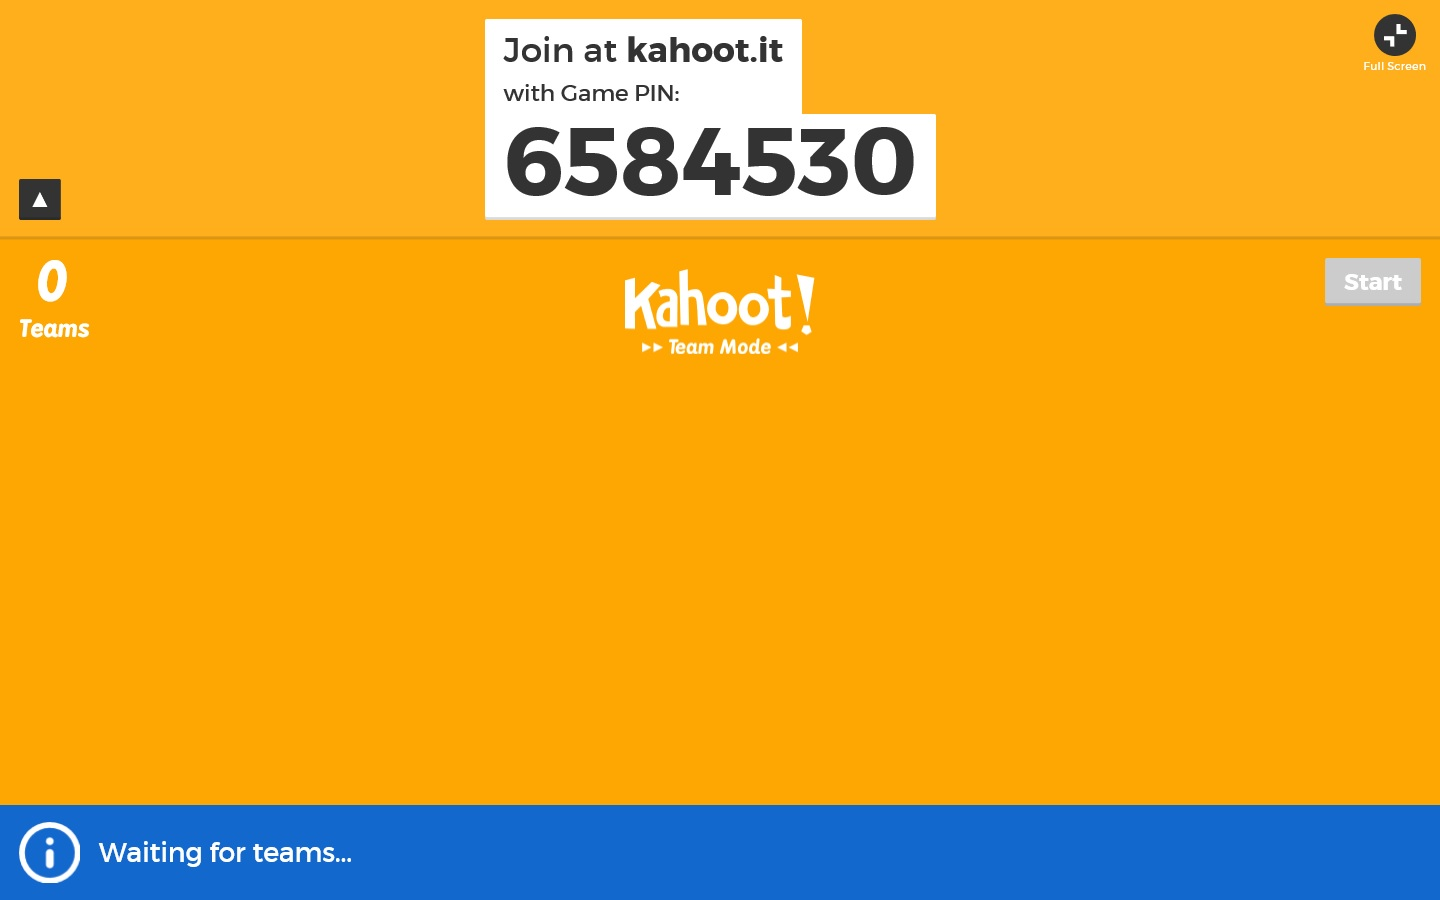 Join at kahoot.it
with Game PIN:
6584530
Full Screen
0
Teams
Kahoot!
Team Mode
Start
Waiting for teams...